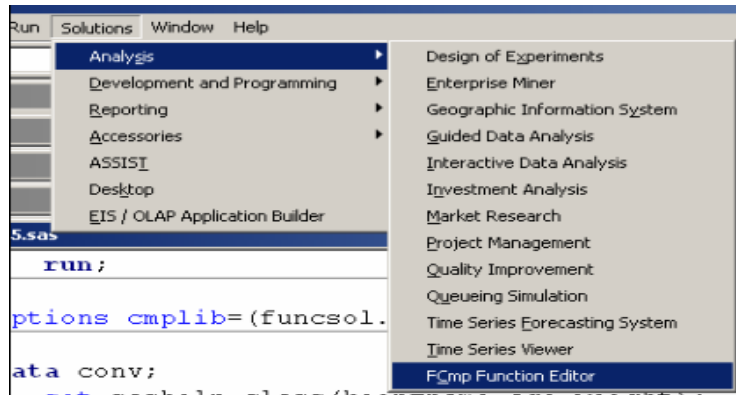 Run Solutions Window Help
Analysis
Development and Programming
Reporting
Accessories
ASSIST
Desktop
EIS / OLAP Application Builder
Design of Experiments
Enterprise Miner
Geographic Information System
Guided Data Analysis
Interactive Data Analysis
Investment Analysis
Market Research
Project Management
Quality Improvement
Queueing Simulation
Time Series Forecasting System
Time Series Viewer
FCmp Function Editor
5.sas
run;
ptions cmplib=(funcsol.
ata conv;